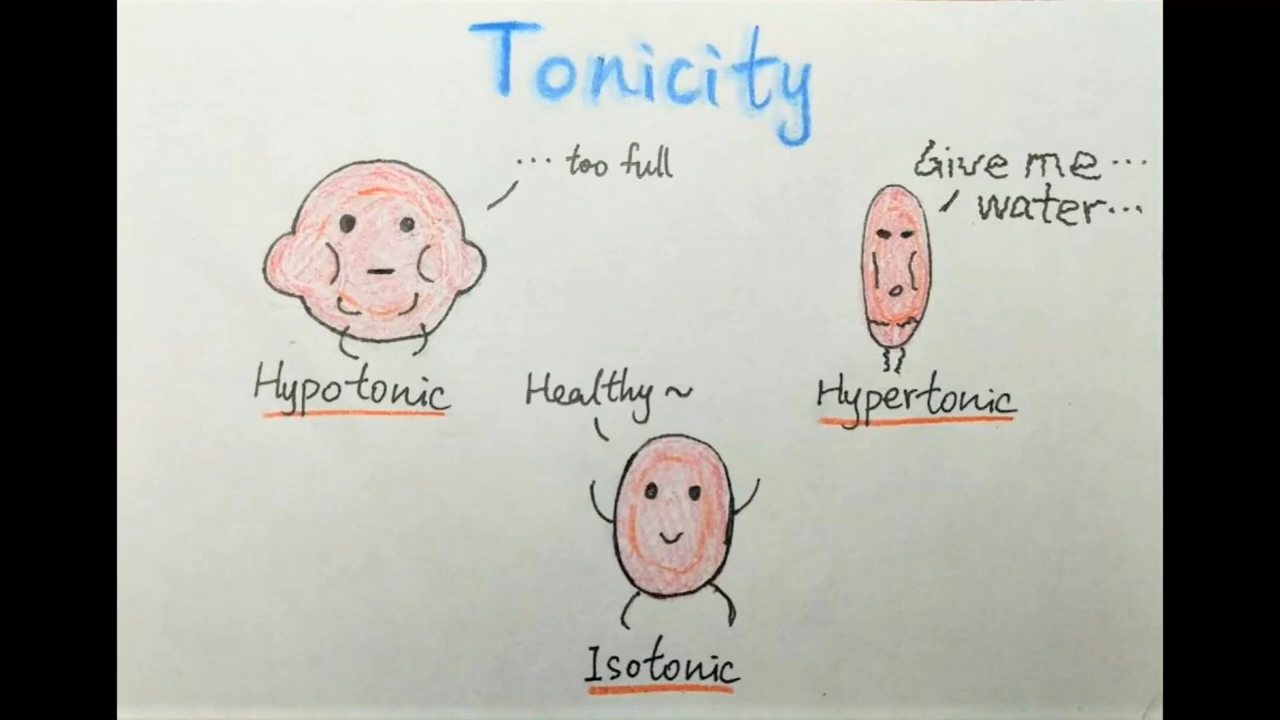 Tonicity
... too full
Give me ...
water...
Hypotonic
Healthy ~
Hypertonic
Isotonic